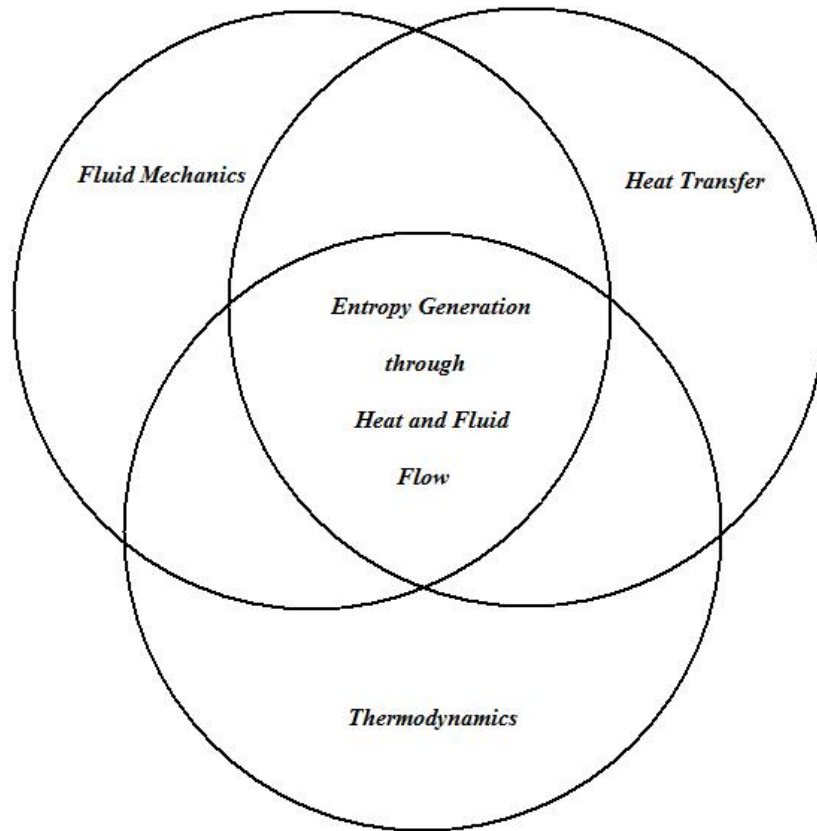 Fluid Mechanics
Heat Transfer
Entropy Generation
through
Heat and Fluid
Flow
Thermodynamics